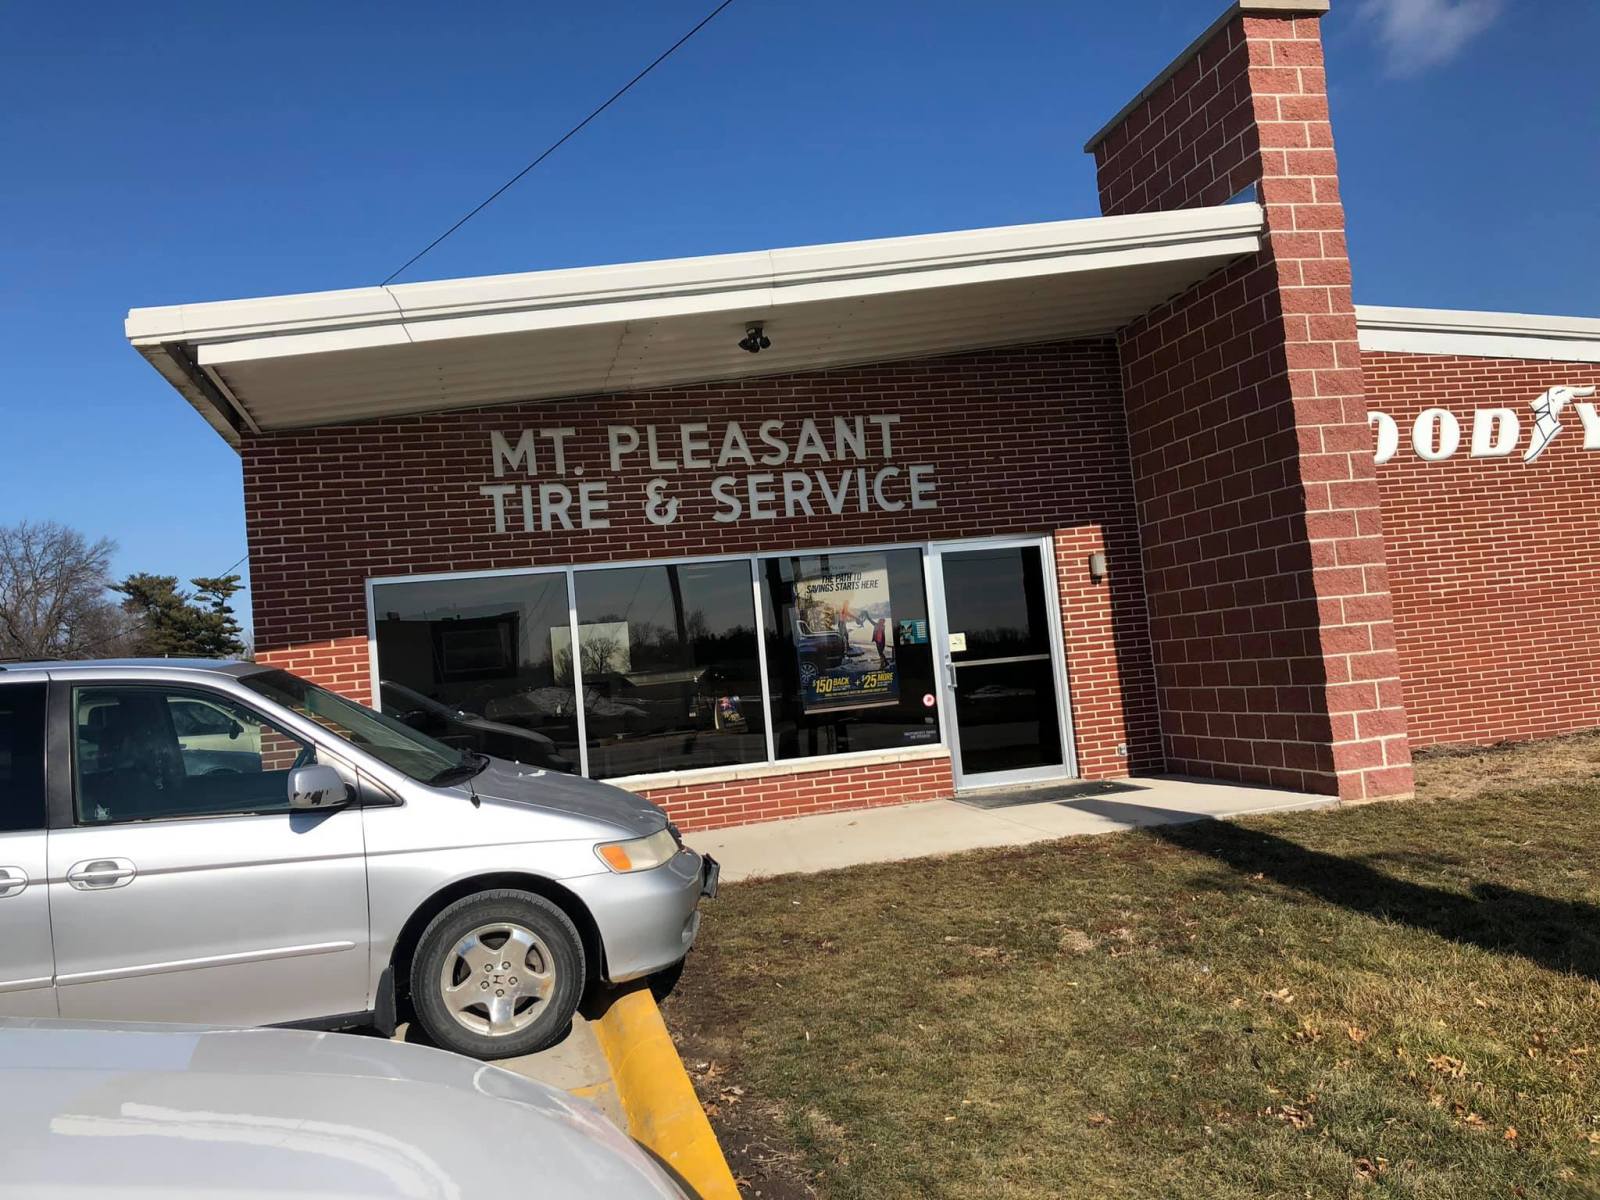 MT. PLEASANT
TIRE & SERVICE
OODY
THE PATH TO
SAVINGS STARTS HERE
$150 BACK + $25 MORE